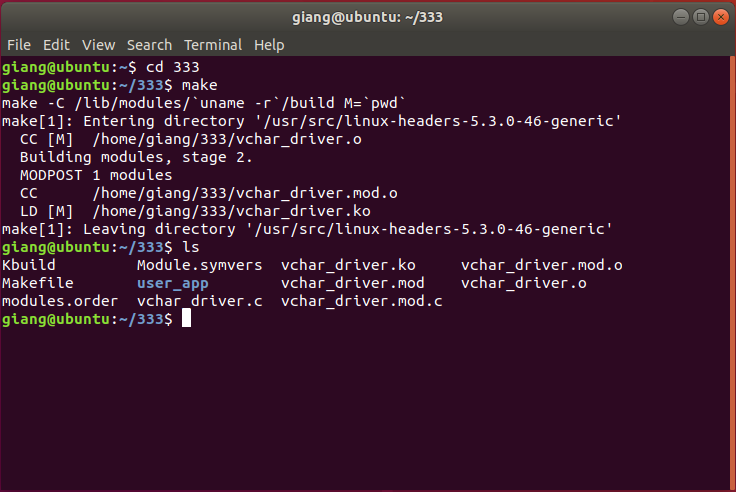 giang@ubuntu: ~/333
File Edit View Search Terminal Help
giang@ubuntu:~$ cd 333
giang@ubuntu:~/333$ make
make -C /lib/modules/`uname -r`/build M=`pwd`
make[1]: Entering directory '/usr/src/linux-headers-5.3.0-46-generic'
  CC [M]  /home/giang/333/vchar_driver.o
  Building modules, stage 2.
  MODPOST 1 modules
  CC      /home/giang/333/vchar_driver.mod.o
  LD [M]  /home/giang/333/vchar_driver.ko
make[1]: Leaving directory '/usr/src/linux-headers-5.3.0-46-generic'
giang@ubuntu:~/333$ ls
Kbuild         Module.symvers  vchar_driver.ko     vchar_driver.mod.o
Makefile       user_app        vchar_driver.mod    vchar_driver.o
modules.order  vchar_driver.c  vchar_driver.mod.c
giang@ubuntu:~/333$